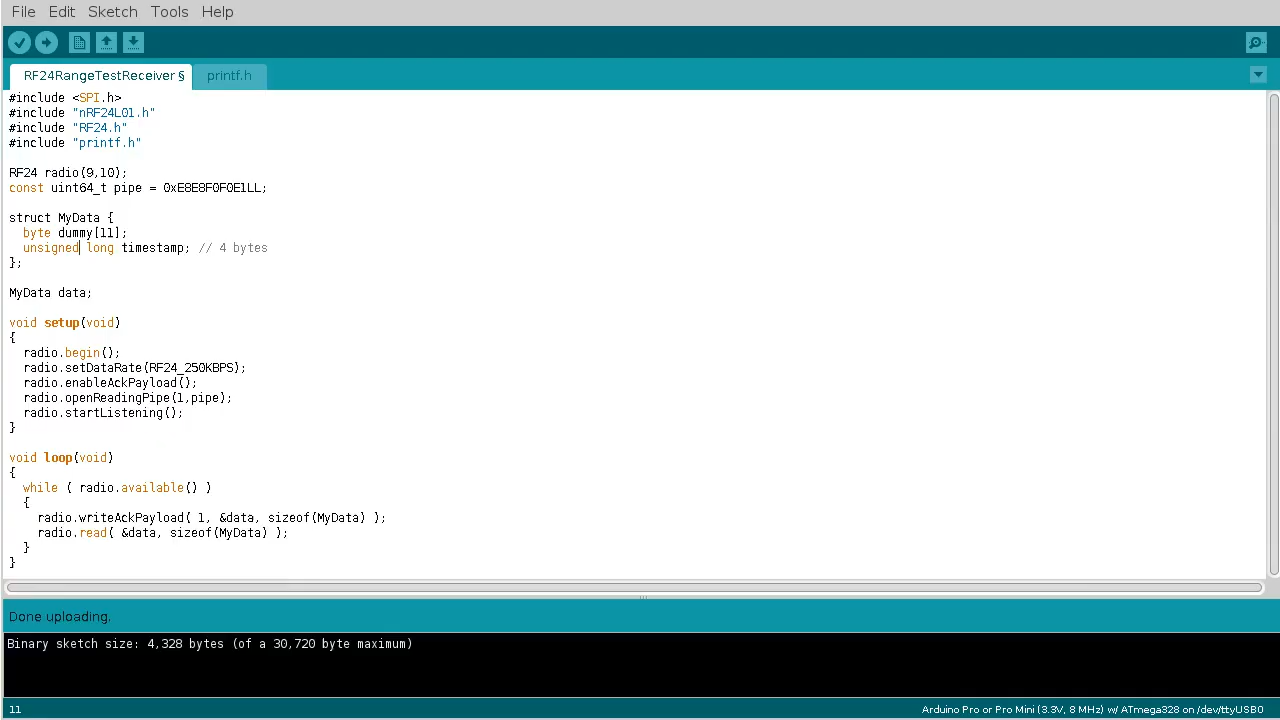 File Edit Sketch Tools Help
RF24RangeTestReceiver § printf.h
#include <SPI.h>
#include "nRF24L01.h"
#include "RF24.h"
#include "printf.h"
RF24 radio(9,10);
const uint64_t pipe = 0xE8E8F0F0E1LL;
struct MyData {
  byte dummy[11];
  unsigned long timestamp; // 4 bytes
};
MyData data;
void setup(void)
{
  radio.begin();
  radio.setDataRate(RF24_250KBPS);
  radio.enableAckPayload();
  radio.openReadingPipe(1,pipe);
  radio.startListening();
}
void loop(void)
{
  while ( radio.available() )
  {
    radio.writeAckPayload( 1, &data, sizeof(MyData) );
    radio.read( &data, sizeof(MyData) );
  }
}
Done uploading.
Binary sketch size: 4,328 bytes (of a 30,720 byte maximum)
11 Arduino Pro or Pro Mini (3.3V, 8 MHz) w/ ATmega328 on /dev/ttyUSB0